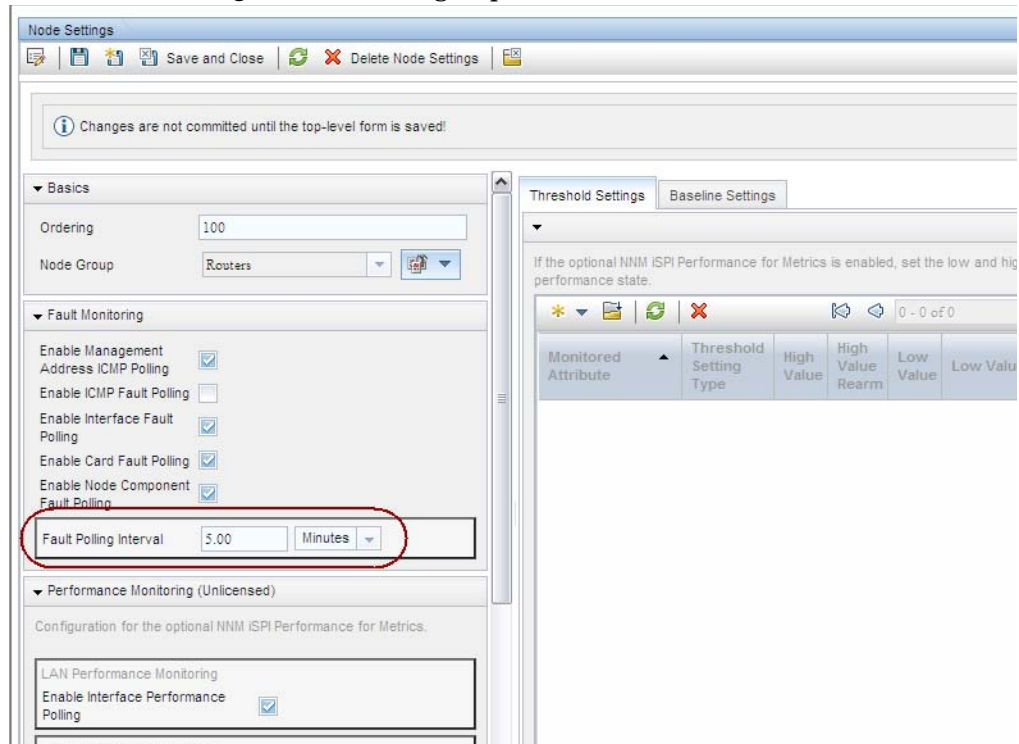 Node Settings
Save and Close
Delete Node Settings
Changes are not committed until the top-level form is saved!
Basics
Ordering
100
Node Group
Routers
Fault Monitoring
Enable Management
Address ICMP Polling
Enable ICMP Fault Polling
Enable Interface Fault
Polling
Enable Card Fault Polling
Enable Node Component
Fault Polling
Fault Polling Interval
5.00
Minutes
Performance Monitoring (Unlicensed)
Configuration for the optional NNM iSPI Performance for Metrics.
LAN Performance Monitoring
Enable Interface Performance
Polling
Threshold Settings
Baseline Settings
If the optional NNM iSPI Performance for Metrics is enabled, set the low and hig
performance state.
0 - 0 of 0
Monitored
Attribute
Threshold
Setting
Type
High
Value
High
Value
Rearm
Low
Value
Low Valu